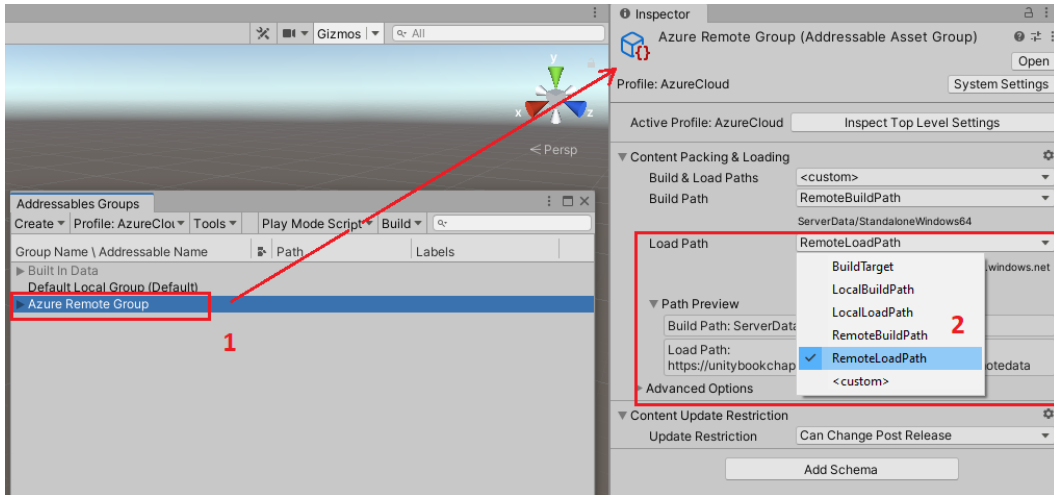 Gizmos
All
y
x
z
Persp
Addressables Groups
Create Profile: AzureClou Tools Play Mode Script Build
Group Name \ Addressable Name Path Labels
Built In Data
Default Local Group (Default)
Azure Remote Group
1
Inspector
Azure Remote Group (Addressable Asset Group)
Open
Profile: AzureCloud System Settings
Active Profile: AzureCloud Inspect Top Level Settings
Content Packing & Loading
Build & Load Paths <custom>
Build Path RemoteBuildPath
ServerData/StandaloneWindows64
Load Path RemoteLoadPath
.windows.net
BuildTarget
LocalBuildPath
LocalLoadPath
RemoteBuildPath
RemoteLoadPath
<custom>
2
Path Preview
Build Path: ServerData
Load Path:
https://unitybookchap otedata
Advanced Options
Content Update Restriction
Update Restriction Can Change Post Release
Add Schema